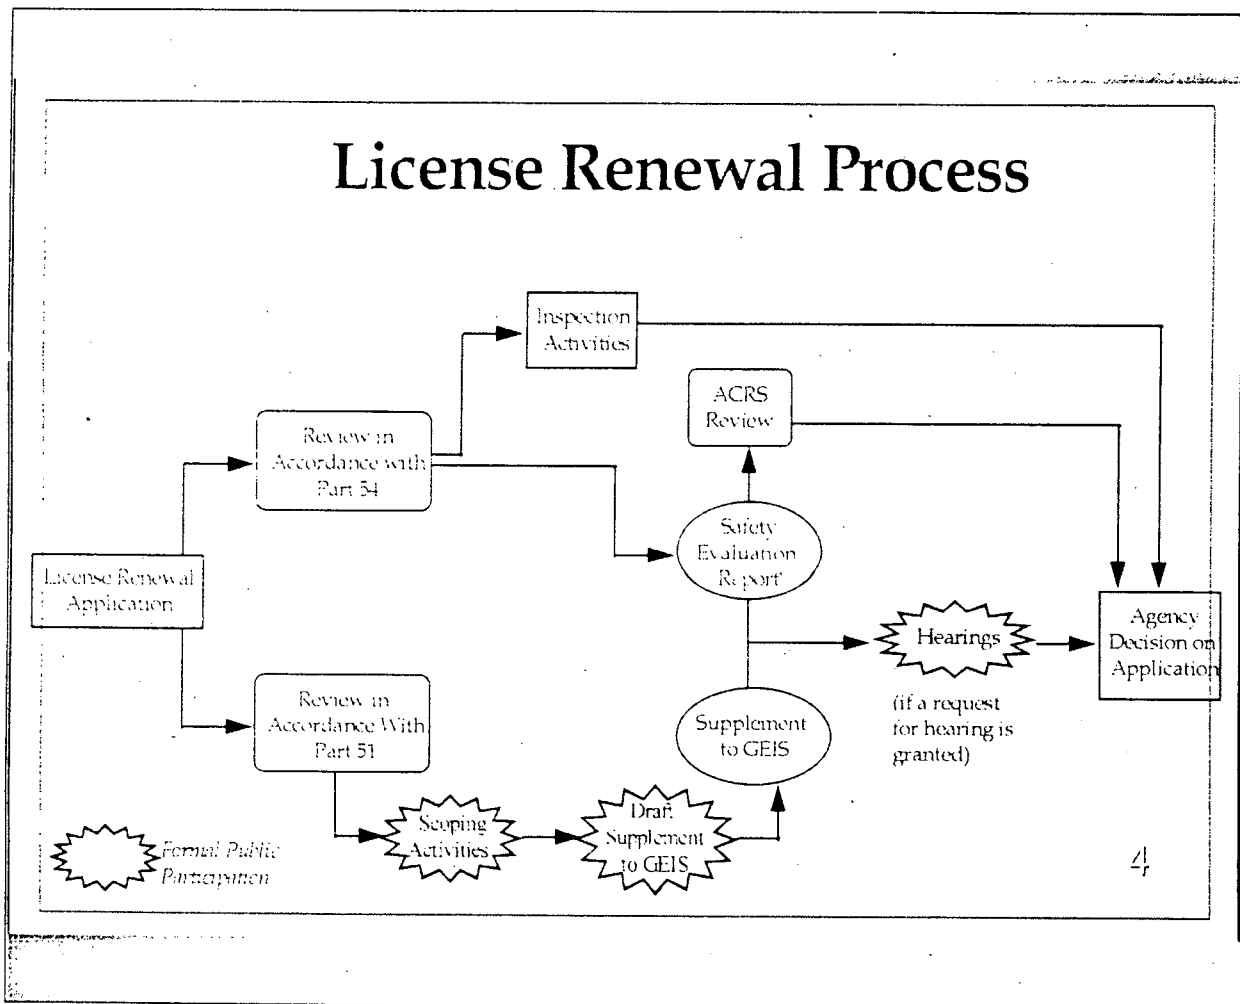 License Renewal Process
Inspection
Activities
ACRS
Review
Review in
Accordance with
Part 54
Safety
Evaluation
Report
License Renewal
Application
Hearings
Agency
Decision on
Application
(if a request
for hearing is
granted)
Review in
Accordance With
Part 51
Supplement
to GEIS
Scoping
Activities
Draft
Supplement
to GEIS
Formal Public
Participation
4